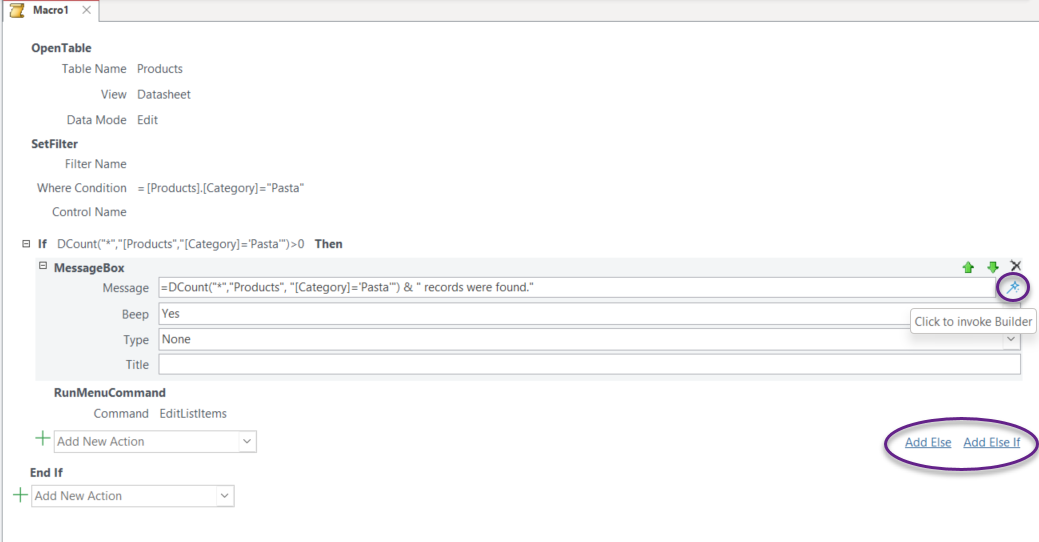 Macro1
OpenTable
Table Name Products
View Datasheet
Data Mode Edit
SetFilter
Filter Name
Where Condition = [Products].[Category]="Pasta"
Control Name
If DCount("*","[Products","[Category]='Pasta'")>0 Then
MessageBox
Message =DCount("*","Products", "[Category]='Pasta'") & " records were found."
Beep Yes
Click to invoke Builder
Type None
Title
RunMenuCommand
Command EditListItems
Add New Action Add Else Add Else If
End If
Add New Action